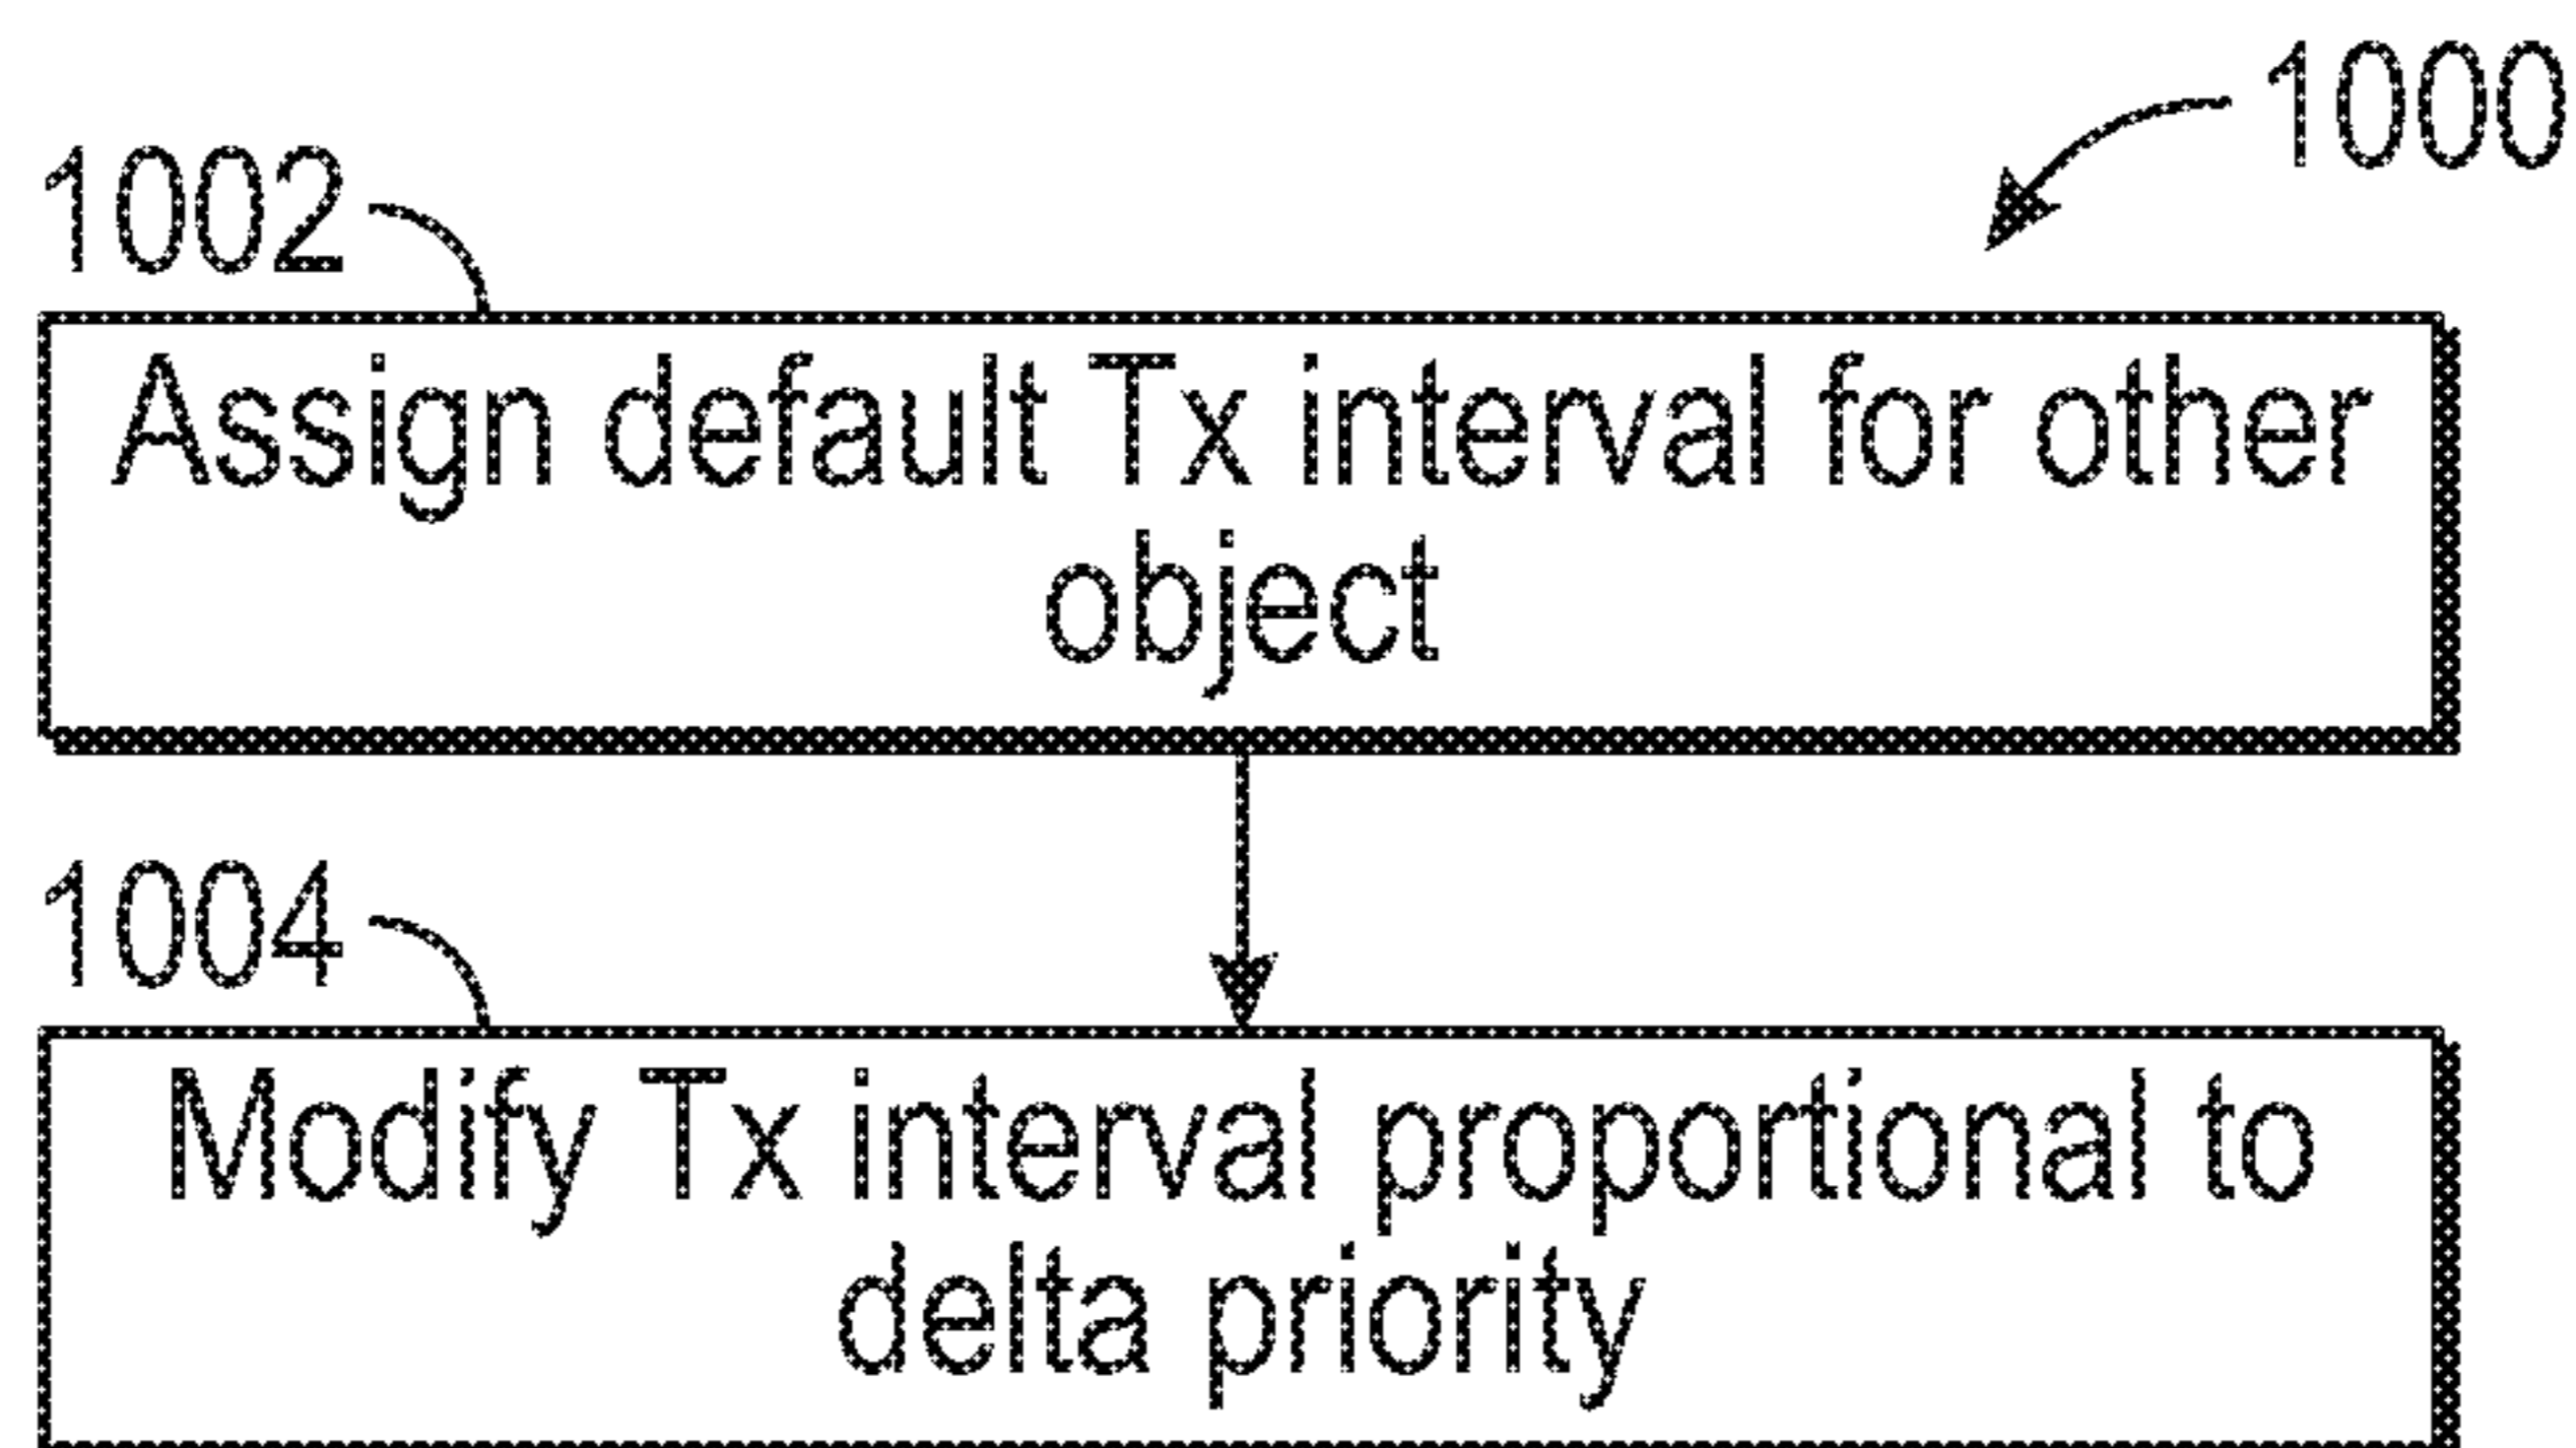 1000
1002
Assign default Tx interval for other
object
1004
Modify Tx interval proportional to
delta priority